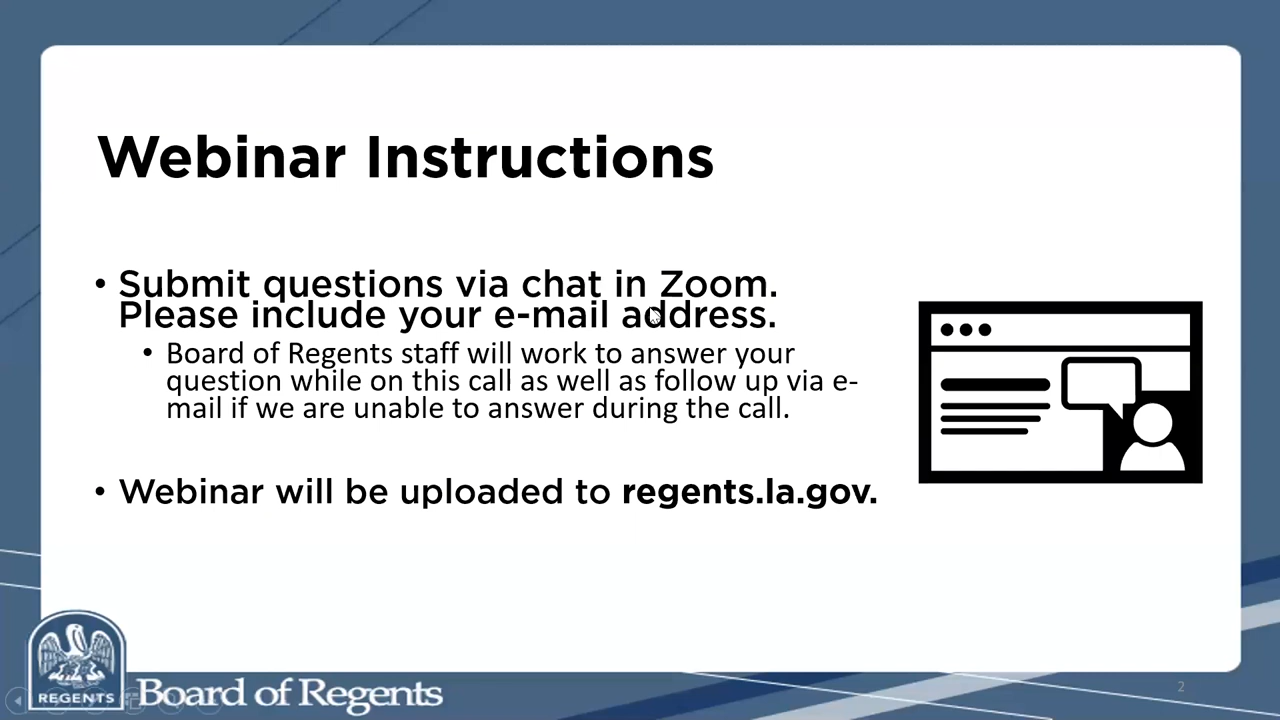 Webinar Instructions
• Submit questions via chat in Zoom.
Please include your e-mail address.
• Board of Regents staff will work to answer your
question while on this call as well as follow up via e-
mail if we are unable to answer during the call.
• Webinar will be uploaded to regents.la.gov.
REGENTS
Board of Regents
2